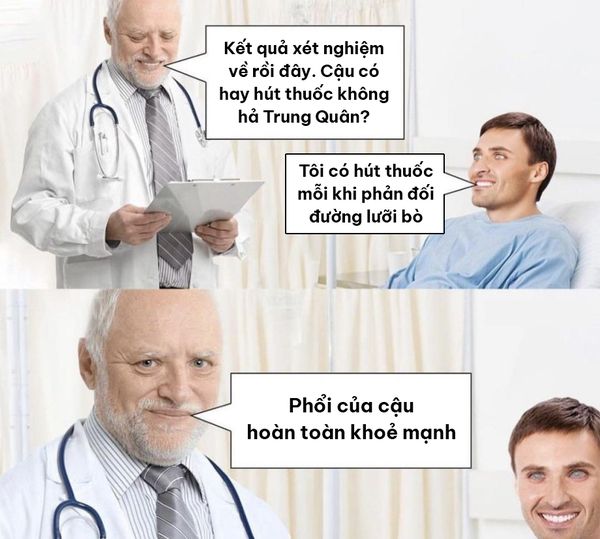 Kết quả xét nghiệm
về rồi đây. Cậu có
hay hút thuốc không
hả Trung Quân?
Tôi có hút thuốc
mỗi khi phản đối
đường lưỡi bò
Phổi của cậu
hoàn toàn khoẻ mạnh